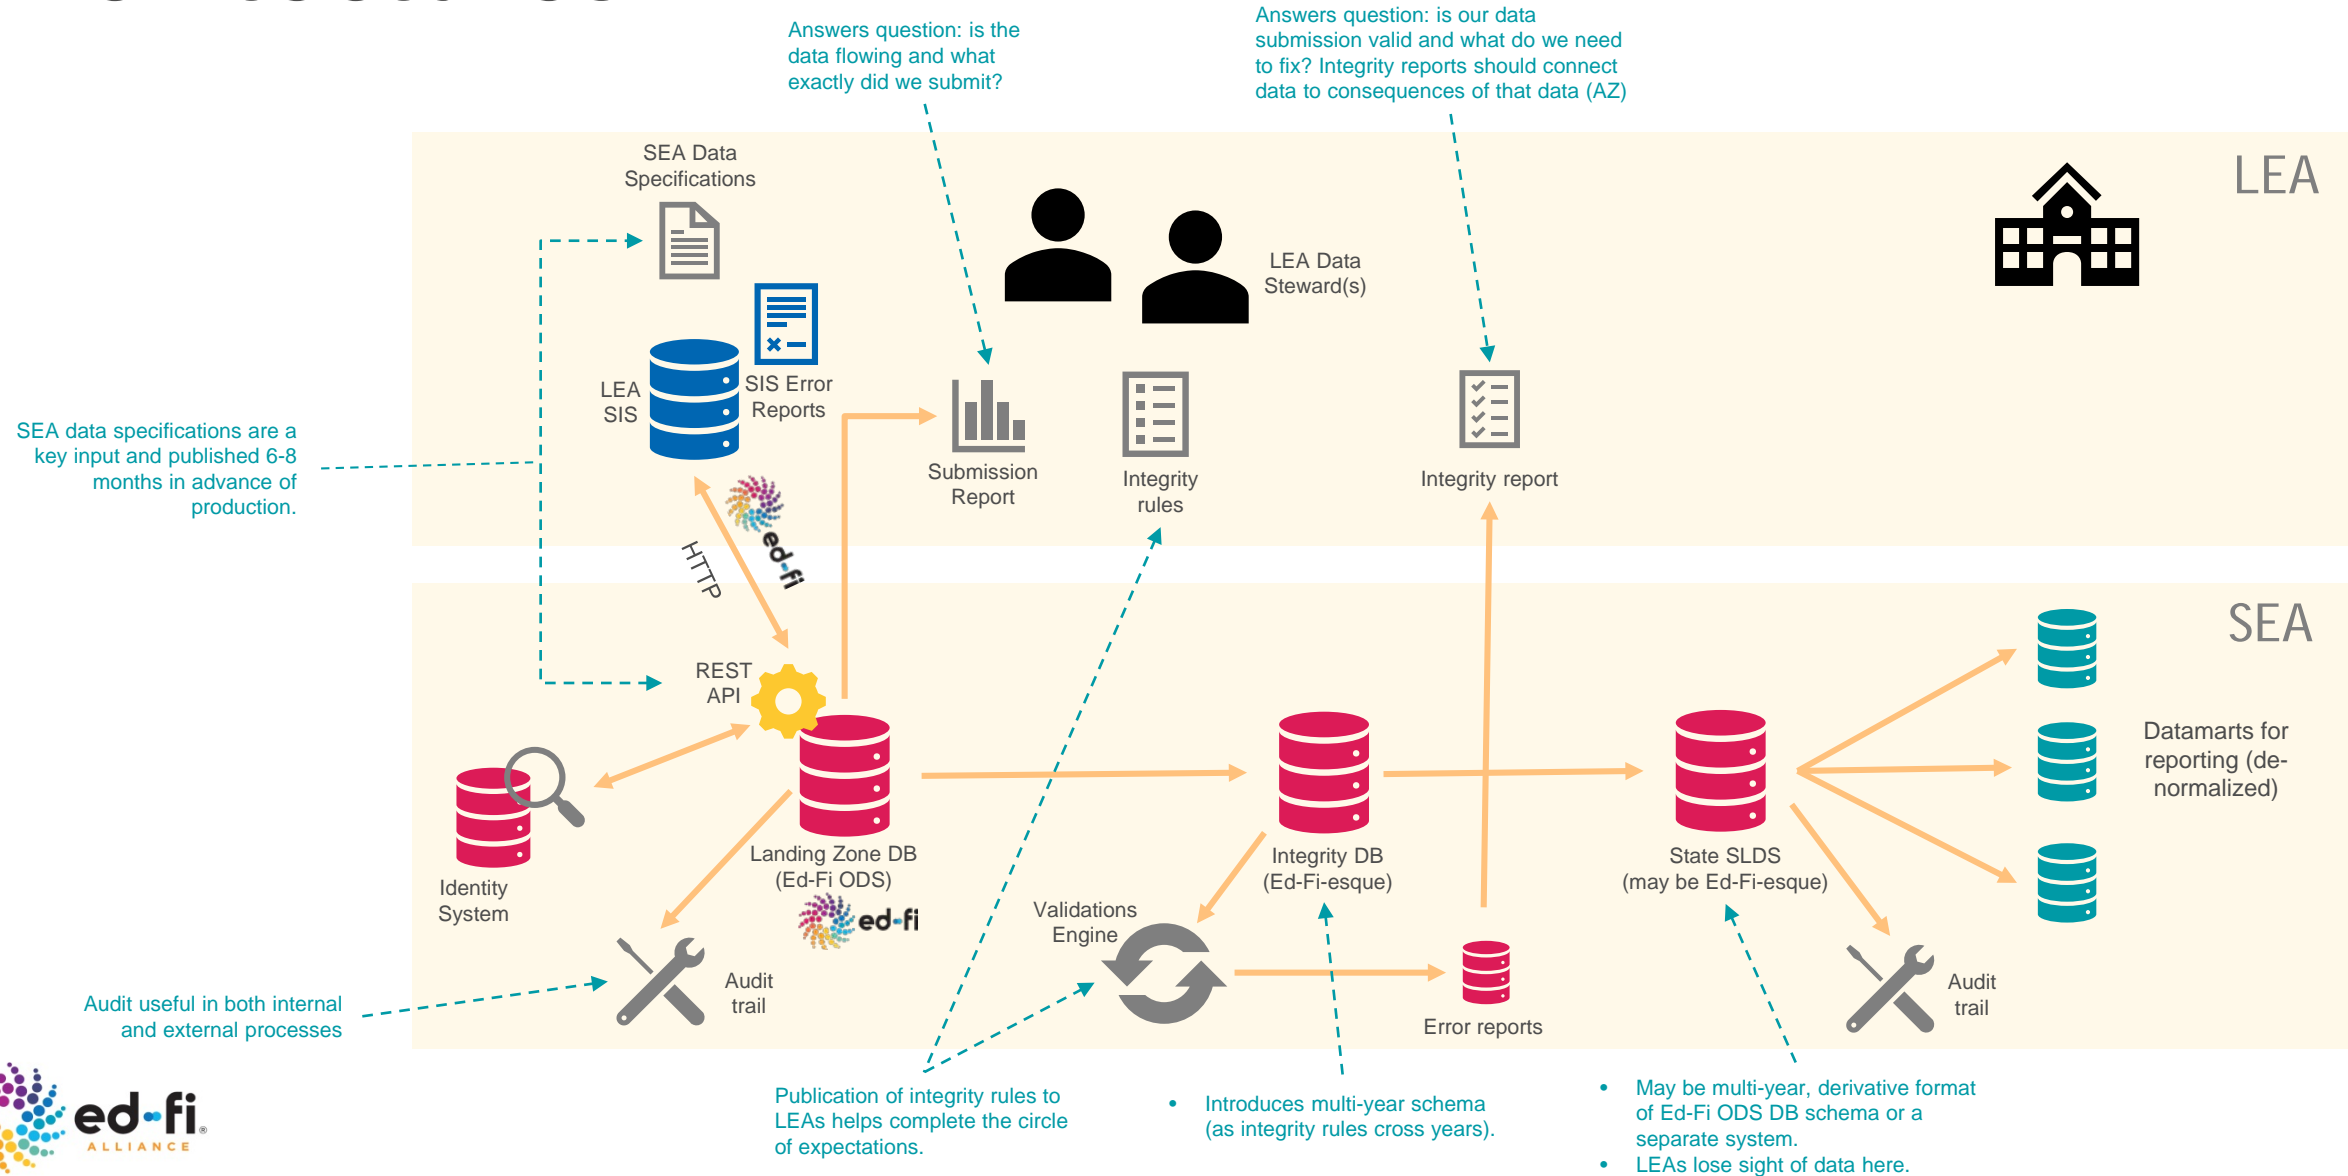 Answers question: is the
data flowing and what
exactly did we submit?
Answers question: is our data
submission valid and what do we need
to fix? Integrity reports should connect
data to consequences of that data (AZ)
LEA
SEA Data
Specifications
LEA Data
Steward(s)
LEA
SIS
SIS Error
Reports
SEA data specifications are a
key input and published 6-8
months in advance of
production.
Submission
Report
Integrity
rules
Integrity report
HTTP
ed-fi
SEA
REST
API
Datamarts for
reporting (de-
normalized)
Landing Zone DB
(Ed-Fi ODS)
ed-fi
Integrity DB
(Ed-Fi-esque)
State SLDS
(may be Ed-Fi-esque)
Identity
System
Validations
Engine
Audit
trail
Error reports
Audit
trail
Audit useful in both internal
and external processes
ed-fi®
ALLIANCE
Publication of integrity rules to
LEAs helps complete the circle
of expectations.
• Introduces multi-year schema
(as integrity rules cross years).
• May be multi-year, derivative format
of Ed-Fi ODS DB schema or a
separate system.
• LEAs lose sight of data here.